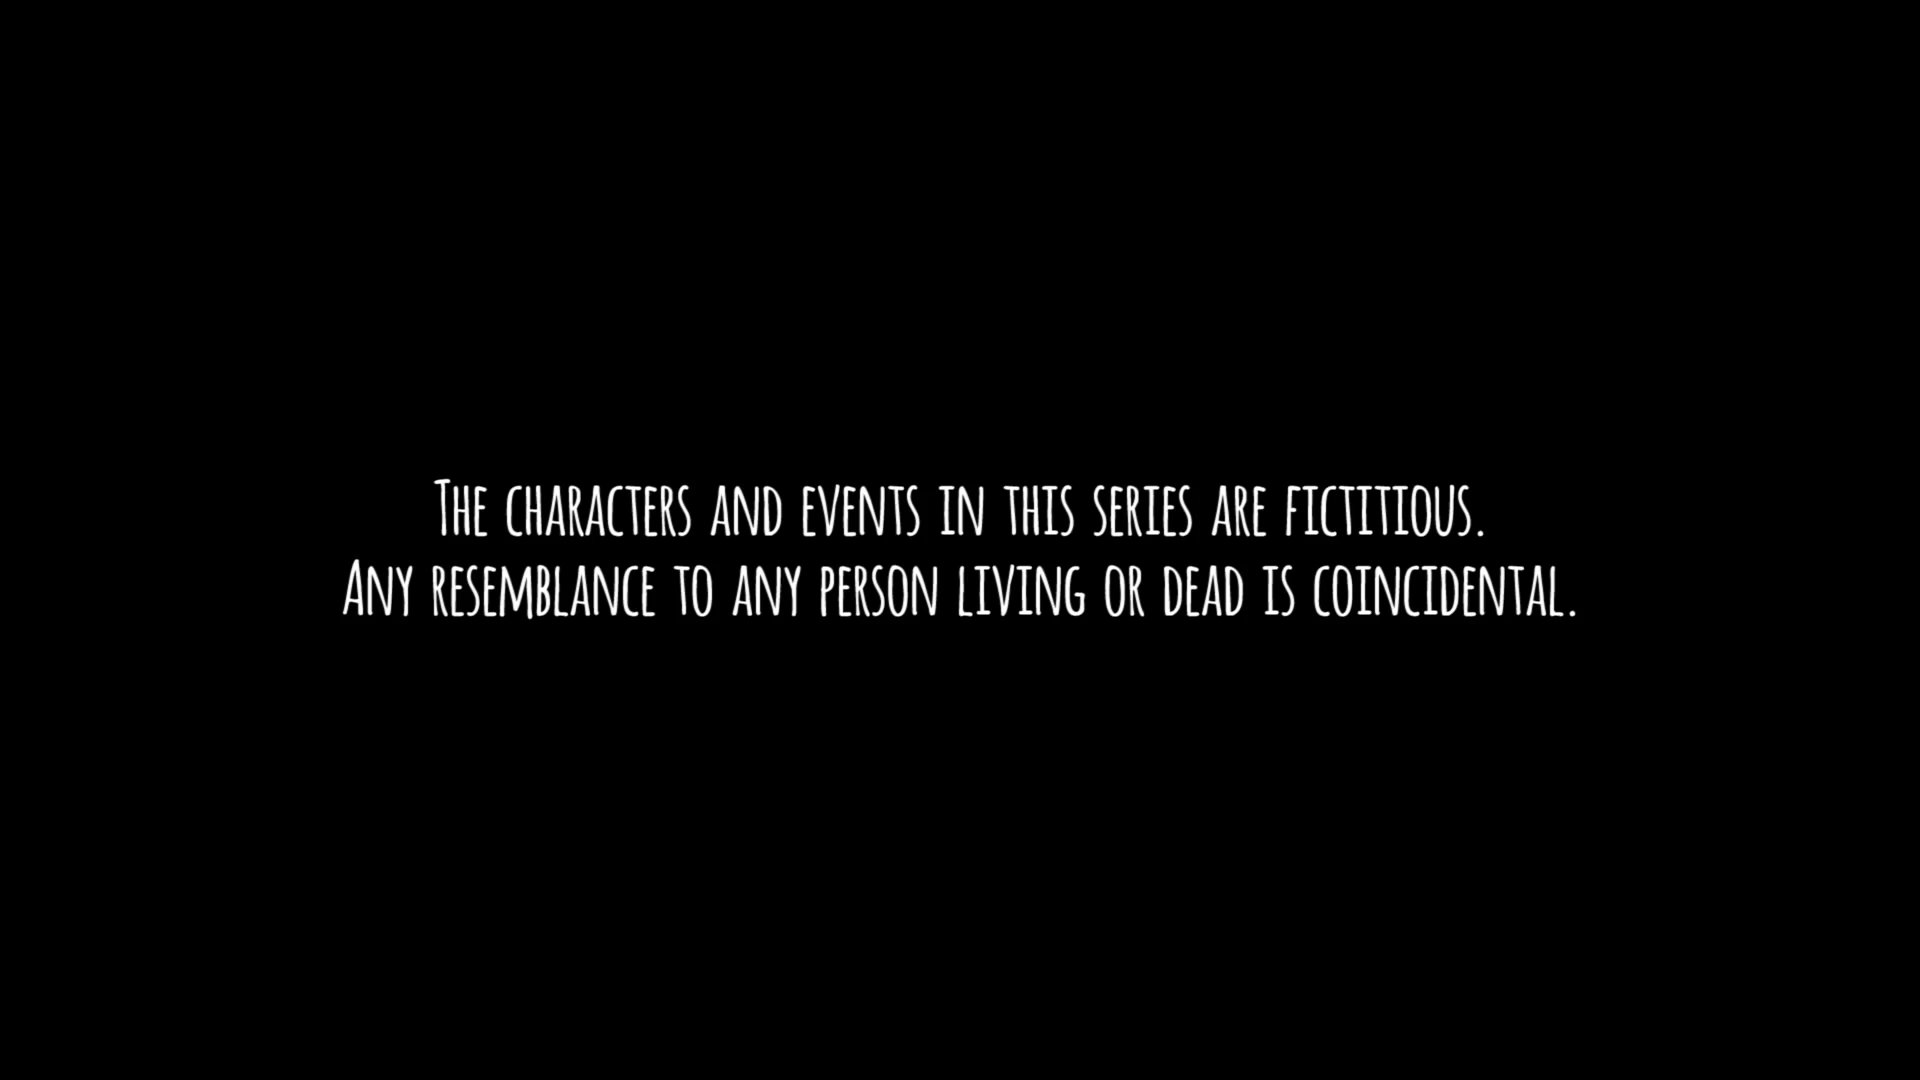 The characters and events in this series are fictitious.
Any resemblance to any person living or dead is coincidental.